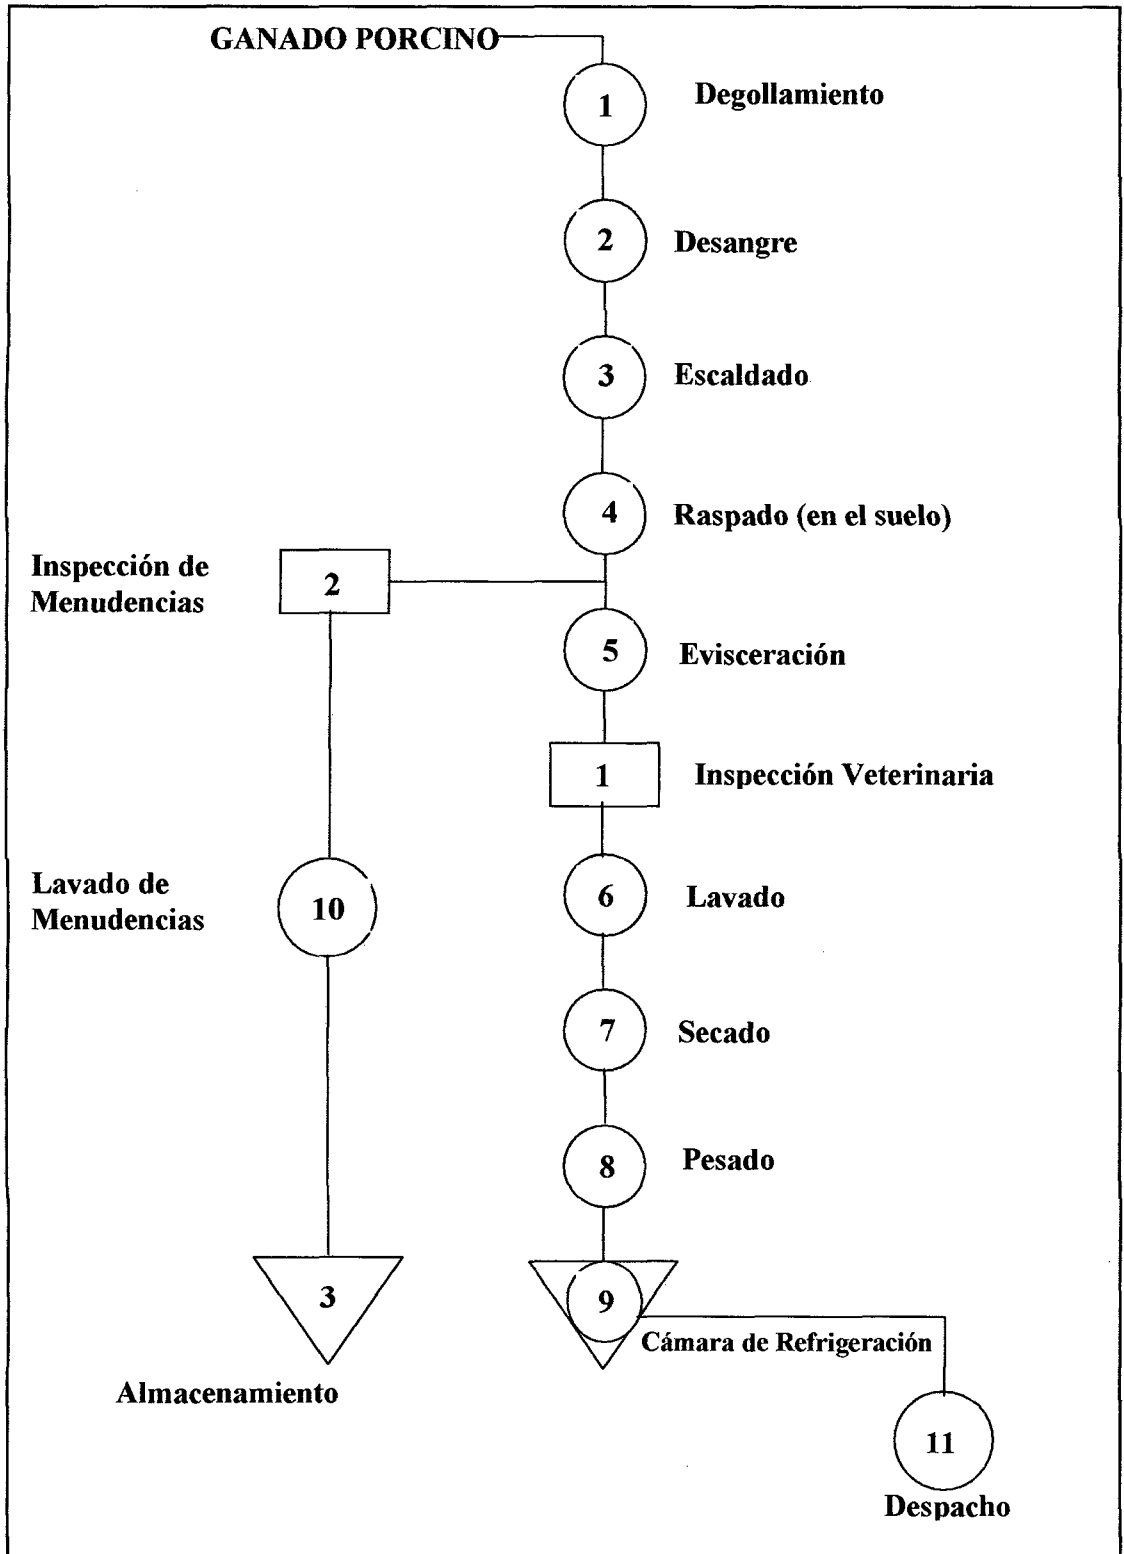 GANADO PORCINO
1 Degollamiento
2 Desangre
3 Escaldado
4 Raspado (en el suelo)
Inspección de
Menudencias
2
5 Evisceración
1 Inspección Veterinaria
Lavado de
Menudencias
10
6 Lavado
7 Secado
8 Pesado
3
Almacenamiento
9
Cámara de Refrigeración
11
Despacho